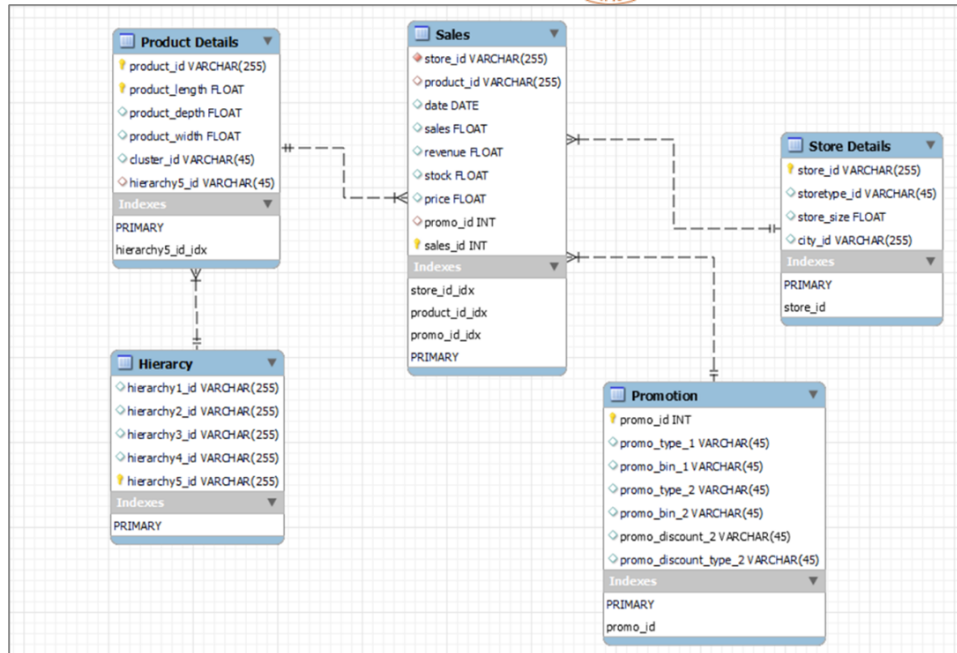 Product Details
product_id VARCHAR(255)
product_length FLOAT
product_depth FLOAT
product_width FLOAT
cluster_id VARCHAR(45)
hierarchy5_id VARCHAR(45)
Indexes
PRIMARY
hierarchy5_id_idx
Sales
store_id VARCHAR(255)
product_id VARCHAR(255)
date DATE
sales FLOAT
revenue FLOAT
stock FLOAT
price FLOAT
promo_id INT
sales_id INT
Indexes
store_id_idx
product_id_idx
promo_id_idx
PRIMARY
Store Details
store_id VARCHAR(255)
storetype_id VARCHAR(45)
store_size FLOAT
city_id VARCHAR(255)
Indexes
PRIMARY
store_id
Hierarcy
hierarchy1_id VARCHAR(255)
hierarchy2_id VARCHAR(255)
hierarchy3_id VARCHAR(255)
hierarchy4_id VARCHAR(255)
hierarchy5_id VARCHAR(255)
Indexes
PRIMARY
Promotion
promo_id INT
promo_type_1 VARCHAR(45)
promo_bin_1 VARCHAR(45)
promo_type_2 VARCHAR(45)
promo_bin_2 VARCHAR(45)
promo_discount_2 VARCHAR(45)
promo_discount_type_2 VARCHAR(45)
Indexes
PRIMARY
promo_id